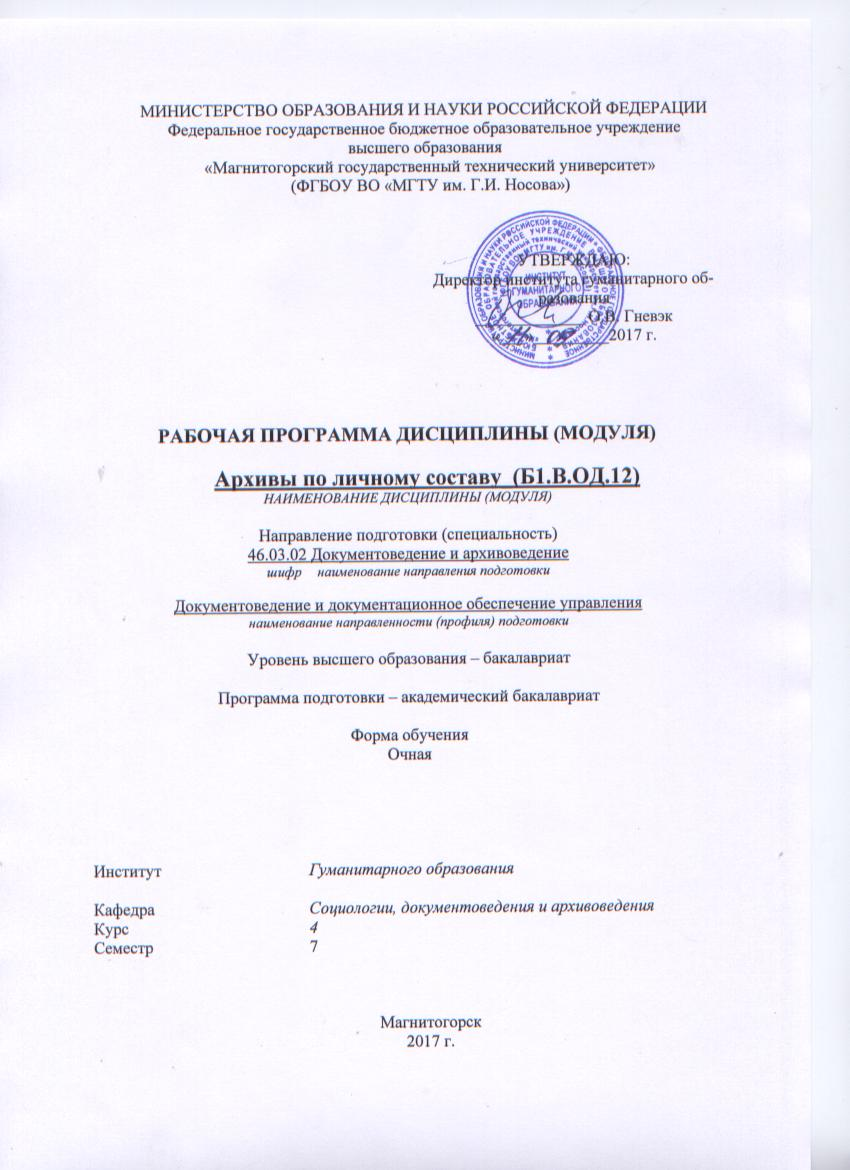 МИНИСТЕРСТВО ОБРАЗОВАНИЯ И НАУКИ РОССИЙСКОЙ ФЕДЕРАЦИИ
Федеральное государственное бюджетное образовательное учреждение
высшего образования
«Магнитогорский государственный технический университет»
(ФГБОУ ВО «МГТУ им. Г.И. Носова»)
УТВЕРЖДАЮ:
Директор института гуманитарного об-
разования
О.В. Гневэк
2017 г.
ИНСТИТУТ
ГУМАНИТАРНОГО
ОБРАЗОВАНИЯ
РАБОЧАЯ ПРОГРАММА ДИСЦИПЛИНЫ (МОДУЛЯ)
Архивы по личному составу (Б1.В.ОД.12)
НАИМЕНОВАНИЕ ДИСЦИПЛИНЫ (МОДУЛЯ)
Направление подготовки (специальность)
46.03.02 Документоведение и архивоведение
шифр наименование направления подготовки
Документоведение и документационное обеспечение управления
наименование направленности (профиля) подготовки
Уровень высшего образования – бакалавриат
Программа подготовки – академический бакалавриат
Форма обучения
Очная
Институт Гуманитарного образования
Кафедра Социологии, документоведения и архивоведения
Курс 4
Семестр 7
Магнитогорск
2017 г.